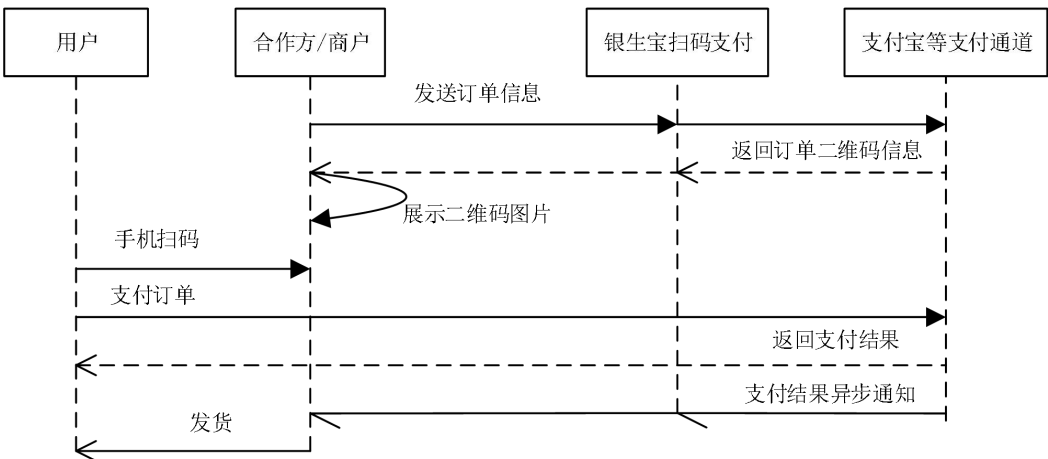 用户
合作方/商户
银生宝扫码支付
支付宝等支付通道
发送订单信息
返回订单二维码信息
展示二维码图片
手机扫码
支付订单
返回支付结果
支付结果异步通知
发货